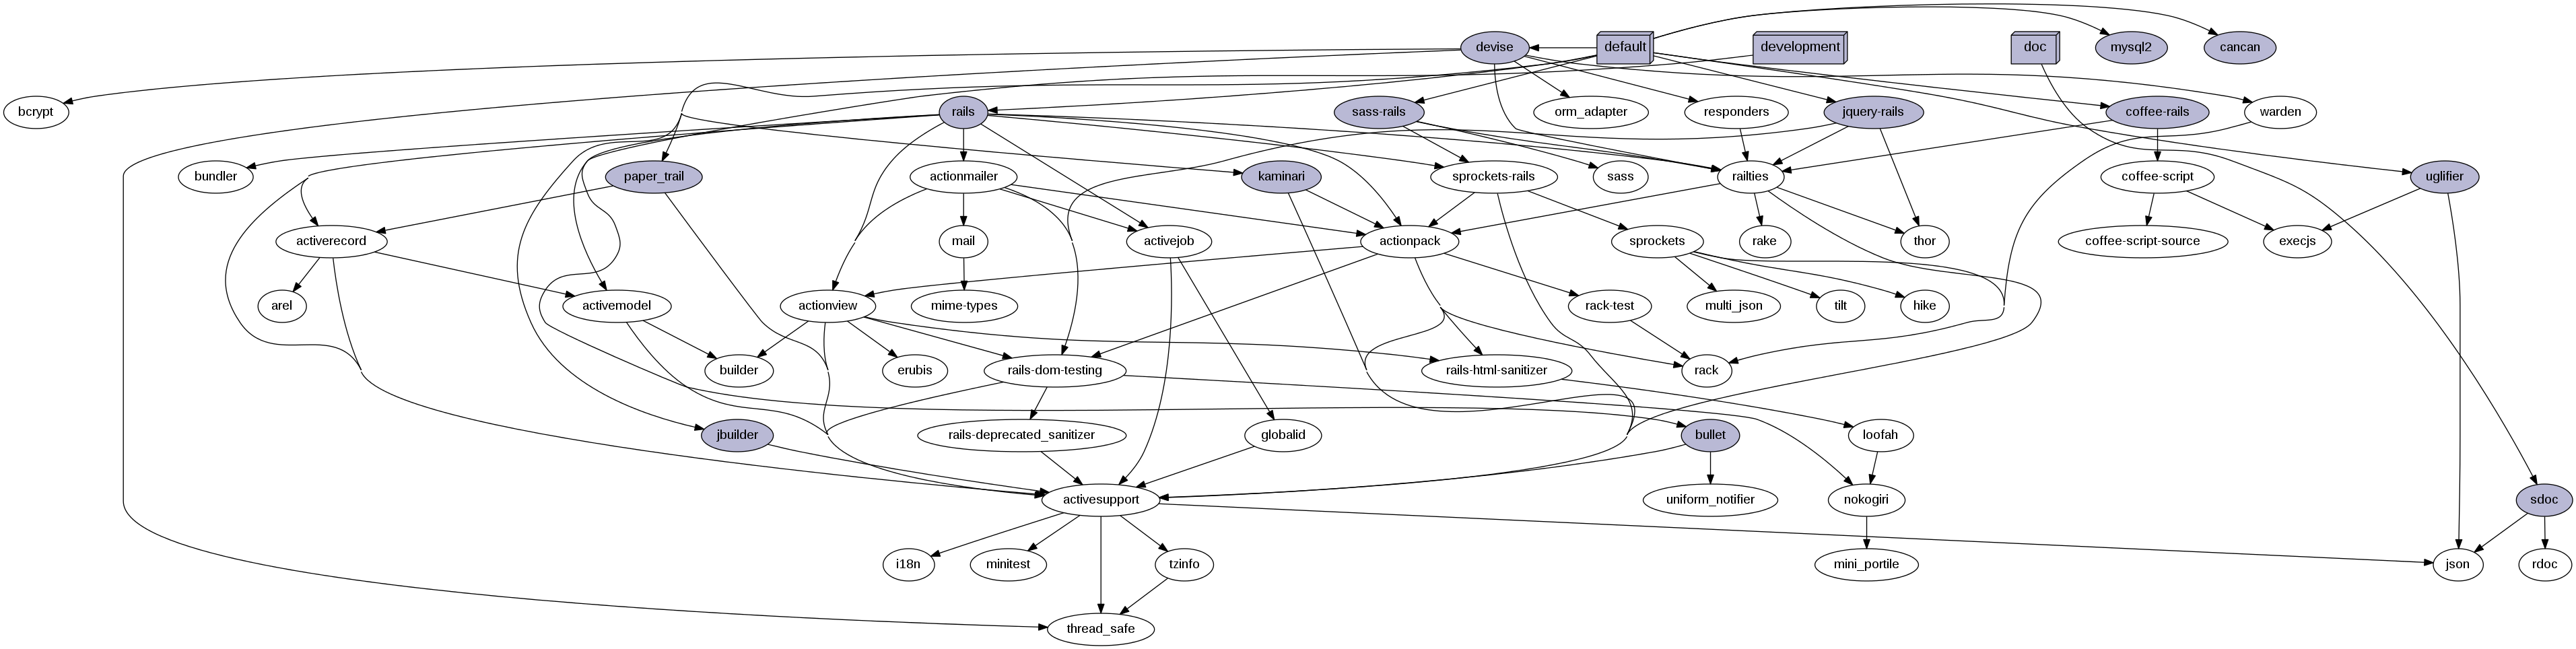 devise
default
development
doc
mysql2
cancan
bcrypt
rails
sass-rails
orm_adapter
responders
jquery-rails
coffee-rails
warden
bundler
paper_trail
actionmailer
kaminari
sprockets-rails
sass
railties
coffee-script
uglifier
activerecord
mail
activejob
actionpack
sprockets
rake
thor
coffee-script-source
execjs
arel
activemodel
actionview
mime-types
rack-test
multi_json
tilt
hike
builder
erubis
rails-dom-testing
rails-html-sanitizer
rack
jbuilder
rails-deprecated_sanitizer
globalid
bullet
loofah
activesupport
uniform_notifier
nokogiri
sdoc
i18n
minitest
tzinfo
mini_portile
json
rdoc
thread_safe